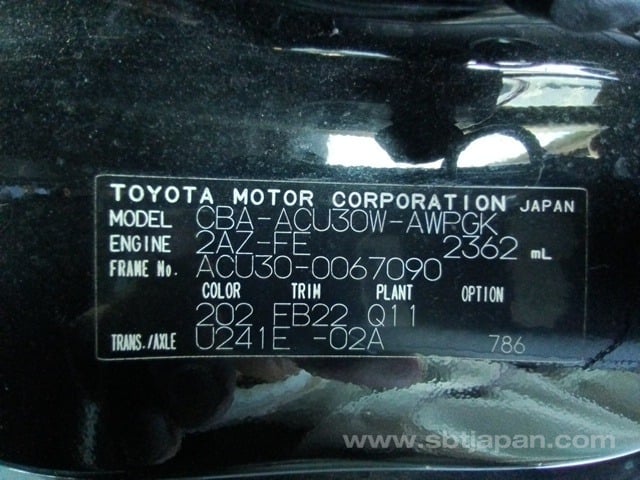 TOYOTA MOTOR CORPORATION JAPAN
MODEL CBA-ACU30W-AWPGK
ENGINE 2AZ-FE 2362 mL
FRAME No. ACU30-0067090
COLOR TRIM PLANT OPTION
202 FB22 Q11
TRANS./AXLE U241E -02A 786
www.sbtjapan.com